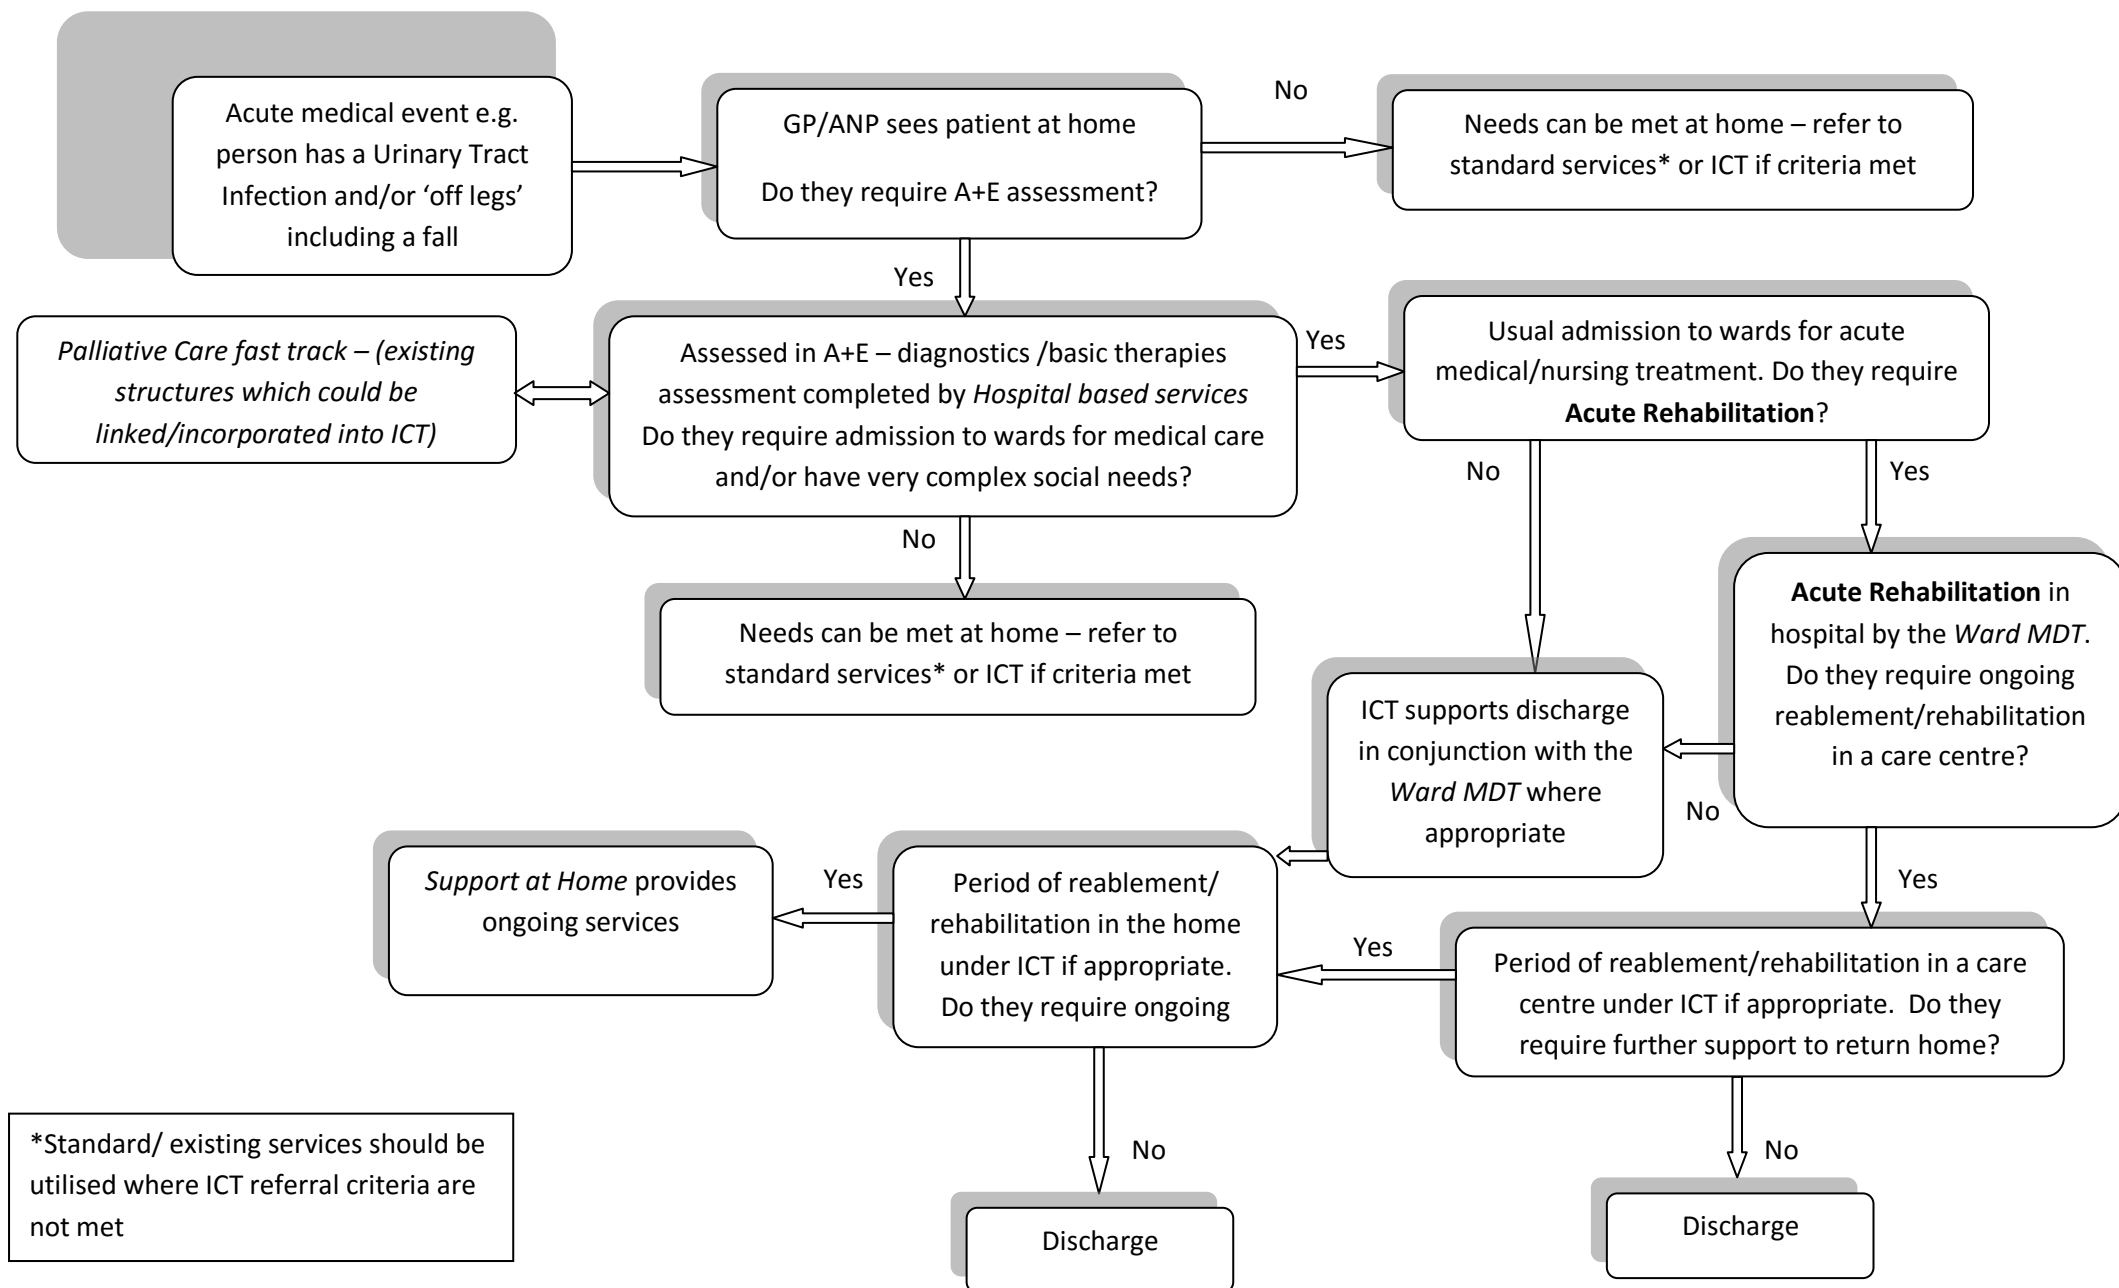 Acute medical event e.g.
person has a Urinary Tract
Infection and/or ‘off legs’
including a fall
GP/ANP sees patient at home
Do they require A+E assessment?
No
Needs can be met at home – refer to
standard services* or ICT if criteria met
Yes
Palliative Care fast track – (existing
structures which could be
linked/incorporated into ICT)
Assessed in A+E – diagnostics /basic therapies
assessment completed by Hospital based services
Do they require admission to wards for medical care
and/or have very complex social needs?
Yes
Usual admission to wards for acute
medical/nursing treatment. Do they require
Acute Rehabilitation?
No
Yes
No
Needs can be met at home – refer to
standard services* or ICT if criteria met
Acute Rehabilitation in
hospital by the Ward MDT.
Do they require ongoing
reablement/rehabilitation
in a care centre?
ICT supports discharge
in conjunction with the
Ward MDT where
appropriate
No
Yes
Support at Home provides
ongoing services
Yes
Period of reablement/
rehabilitation in the home
under ICT if appropriate.
Do they require ongoing
Yes
Period of reablement/rehabilitation in a care
centre under ICT if appropriate.  Do they
require further support to return home?
No
No
*Standard/ existing services should be
utilised where ICT referral criteria are
not met
Discharge
Discharge